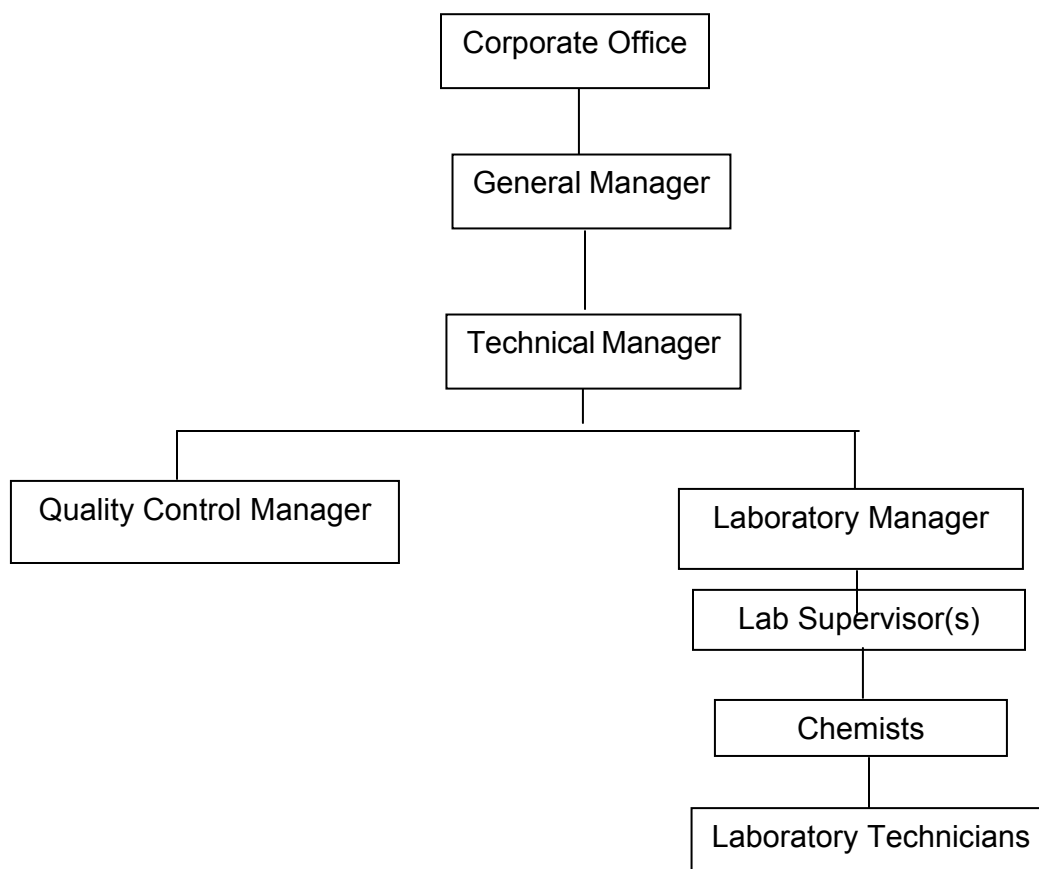 Corporate Office
General Manager
Technical Manager
Quality Control Manager
Laboratory Manager
Lab Supervisor(s)
Chemists
Laboratory Technicians